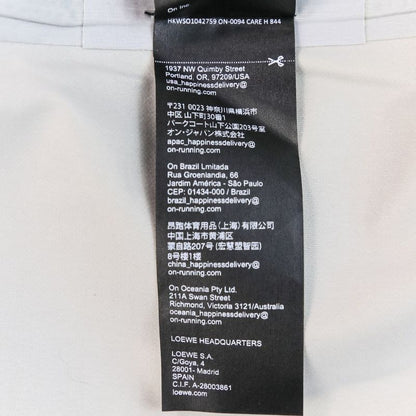 On Inc
HKWSO1042759 ON-0094 CARE H 844
1937 NW Quimby Street
Portland, OR, 97209/USA
usa_happinessdelivery@
on-running.com
〒231 0023 神奈川県横浜市
中区 山下町30番1
パークコート山下公園203号室
オン・ジャパン株式会社
apac_happinessdelivery@
on-running.com
On Brazil Lmitada
Rua Groenlandia, 66
Jardim América - São Paulo
CEP: 01434-000 / Brazil
brazil_happinessdelivery@
on-running.com
昂跑体育用品（上海）有限公司
中国上海市黄浦区
蒙自路207号（宏慧盟智园）
8号楼1楼
china_happinessdelivery@
on-running.com
On Oceania Pty Ltd.
211A Swan Street
Richmond, Victoria 3121/Australia
oceania_happinessdelivery@
on-running.com
LOEWE HEADQUARTERS
LOEWE S.A.
C/Goya, 4
28001- Madrid
SPAIN
C.I.F. A-28003861